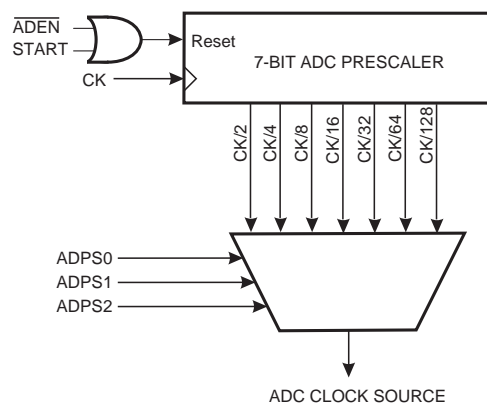 ADEN
START
Reset
7-BIT ADC PRESCALER
CK
CK/2
CK/4
CK/8
CK/16
CK/32
CK/64
CK/128
ADPS0
ADPS1
ADPS2
ADC CLOCK SOURCE